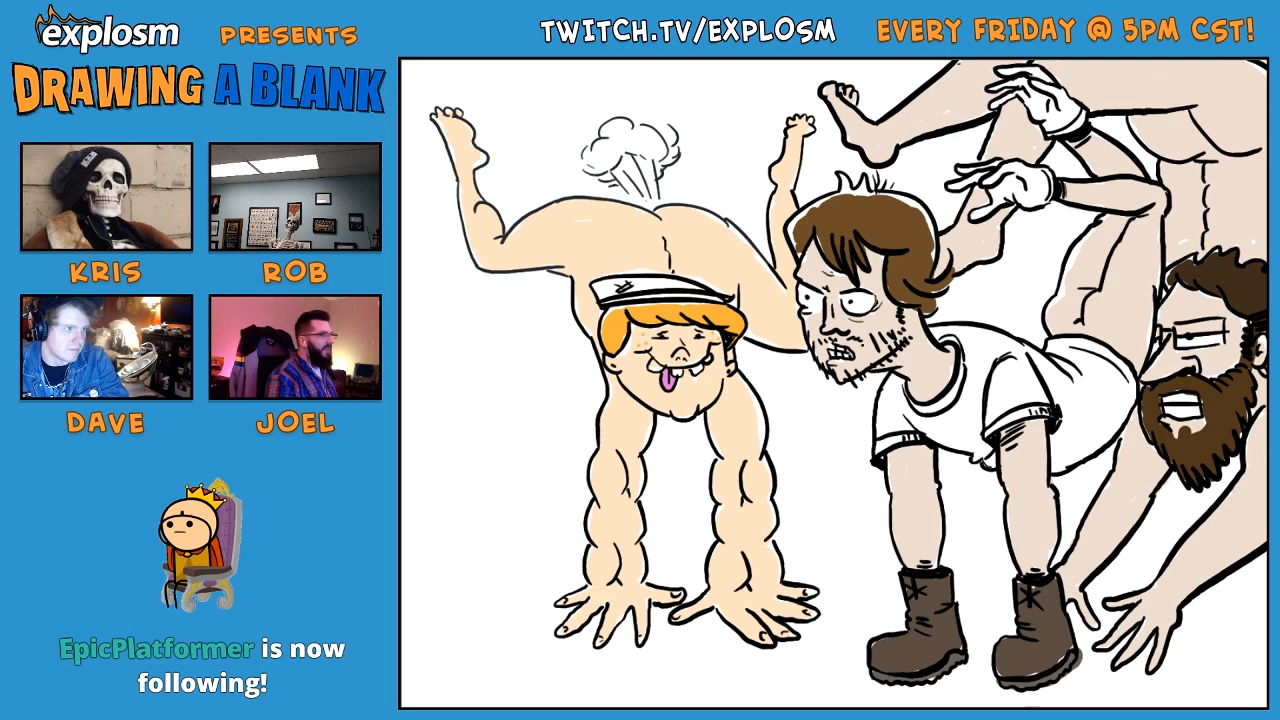 explosm PRESENTS
DRAWING A BLANK
TWITCH.TV/EXPLOSM EVERY FRIDAY @ 5PM CST!
KRIS ROB
DAVE JOEL
EpicPlatformer is now
following!